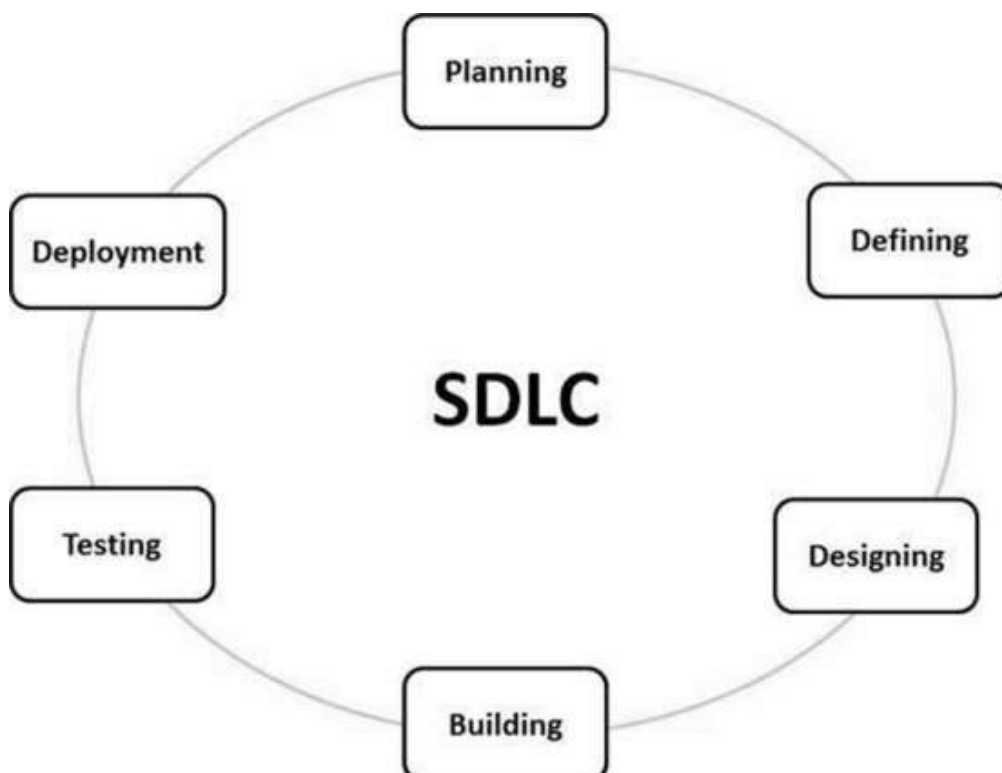 Planning
Defining
Designing
Building
Testing
Deployment
SDLC